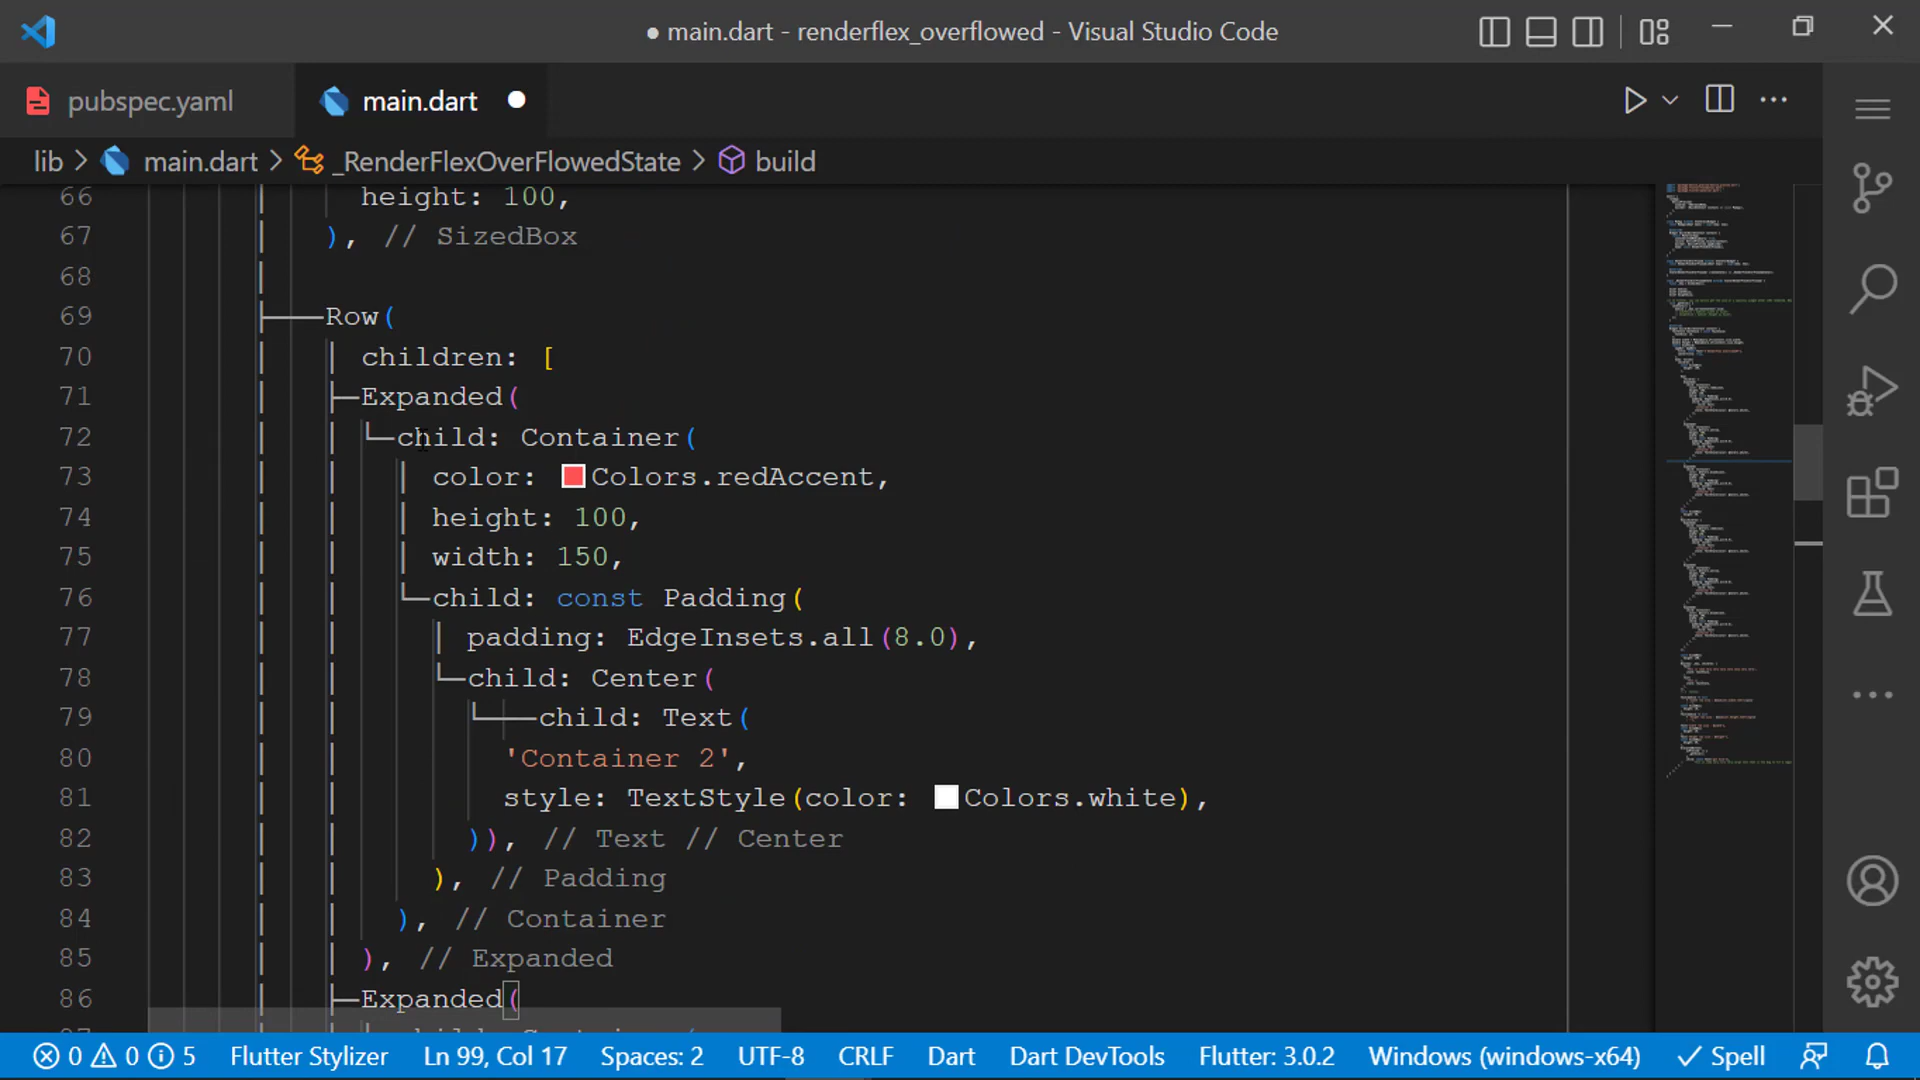 ● main.dart - renderflex_overflowed - Visual Studio Code
pubspec.yaml
main.dart ●
lib > main.dart > _RenderFlexOverFlowedState > build
66 height: 100,
67 ), // SizedBox
68
69 Row(
70 children: [
71 Expanded(
72 child: Container(
73 color: Colors.redAccent,
74 height: 100,
75 width: 150,
76 child: const Padding(
77 padding: EdgeInsets.all(8.0),
78 child: Center(
79 child: Text(
80 'Container 2',
81 style: TextStyle(color: Colors.white),
82 )), // Text // Center
83 ), // Padding
84 ), // Container
85 ), // Expanded
86 Expanded(
0 0 5 Flutter Stylizer Ln 99, Col 17 Spaces: 2 UTF-8 CRLF Dart Dart DevTools Flutter: 3.0.2 Windows (windows-x64) Spell